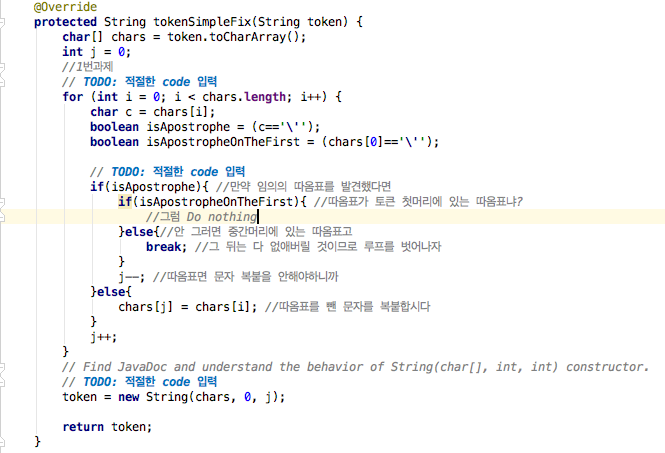 @Override
protected String tokenSimpleFix(String token) {
    char[] chars = token.toCharArray();
    int j = 0;
    //1번과제
    // TODO: 적절한 code 입력
    for (int i = 0; i < chars.length; i++) {
        char c = chars[i];
        boolean isApostrophe = (c=='\'');
        boolean isApostropheOnTheFirst = (chars[0]=='\'');

        // TODO: 적절한 code 입력
        if(isApostrophe){ //만약 임의의 따옴표를 발견했다면
            if(isApostropheOnTheFirst){ //따옴표가 토큰 첫머리에 있는 따옴표냐?
                //그럼 Do nothing
            }else{//안 그러면 중간머리에 있는 따옴표고
                break; //그 뒤는 다 없애버릴 것이므로 루프를 벗어나자
            }
            j--; //따옴표면 문자 복붙을 안해야하니까
        }else{
            chars[j] = chars[i]; //따옴표를 뺀 문자를 복붙합시다
        }
        j++;
    }
    // Find JavaDoc and understand the behavior of String(char[], int, int) constructor.
    // TODO: 적절한 code 입력
    token = new String(chars, 0, j);

    return token;
}